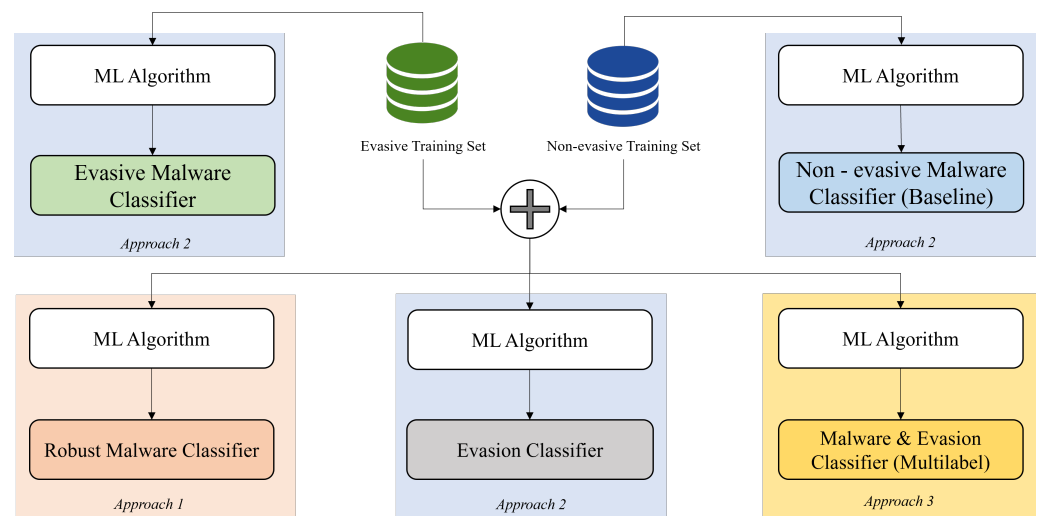 ML Algorithm
Evasive Malware
Classifier
Approach 2
Evasive Training Set
Non-evasive Training Set
ML Algorithm
Non - evasive Malware
Classifier (Baseline)
Approach 2
ML Algorithm
Robust Malware Classifier
Approach 1
ML Algorithm
Evasion Classifier
Approach 2
ML Algorithm
Malware & Evasion
Classifier (Multilabel)
Approach 3